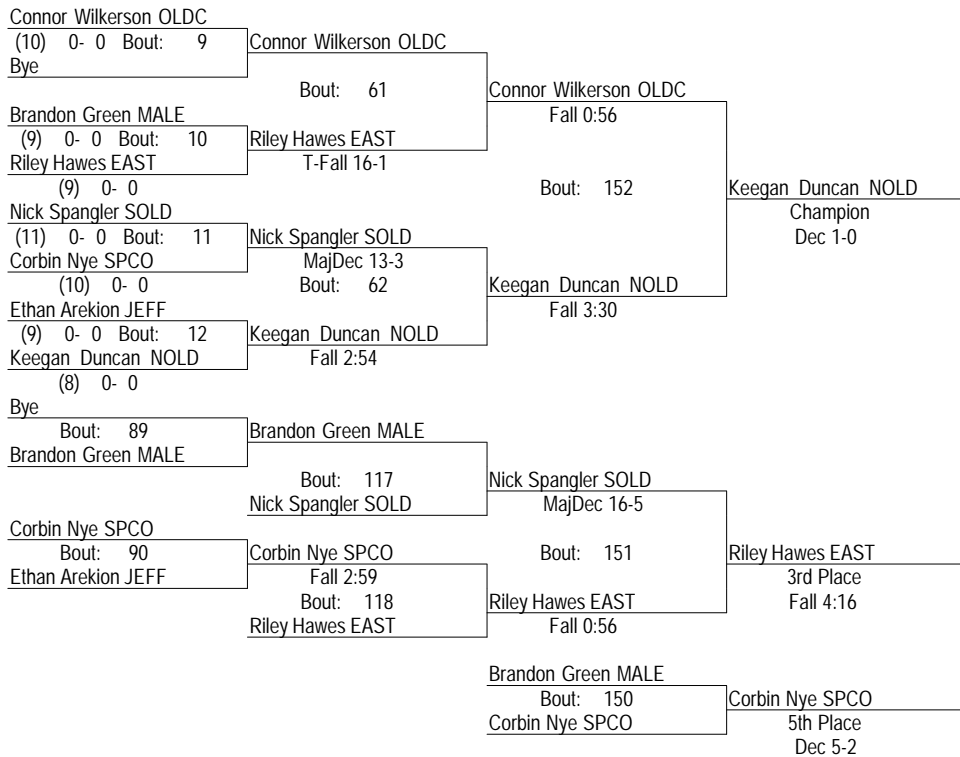 Connor Wilkerson OLDC
(10) 0- 0 Bout: 9
Bye
Connor Wilkerson OLDC
Bout: 61
Brandon Green MALE
(9) 0- 0 Bout: 10
Riley Hawes EAST
(9) 0- 0
Riley Hawes EAST
T-Fall 16-1
Connor Wilkerson OLDC
Fall 0:56
Bout: 152
Nick Spangler SOLD
(11) 0- 0 Bout: 11
Corbin Nye SPCO
(10) 0- 0
Nick Spangler SOLD
MajDec 13-3
Bout: 62
Ethan Arekion JEFF
(9) 0- 0 Bout: 12
Keegan Duncan NOLD
(8) 0- 0
Keegan Duncan NOLD
Fall 2:54
Keegan Duncan NOLD
Fall 3:30
Keegan Duncan NOLD
Champion
Dec 1-0
Bye
Bout: 89
Brandon Green MALE
Brandon Green MALE
Bout: 117
Nick Spangler SOLD
Nick Spangler SOLD
MajDec 16-5
Bout: 151
Corbin Nye SPCO
Bout: 90
Ethan Arekion JEFF
Corbin Nye SPCO
Fall 2:59
Bout: 118
Riley Hawes EAST
Riley Hawes EAST
Fall 0:56
Riley Hawes EAST
3rd Place
Fall 4:16
Brandon Green MALE
Bout: 150
Corbin Nye SPCO
Corbin Nye SPCO
5th Place
Dec 5-2